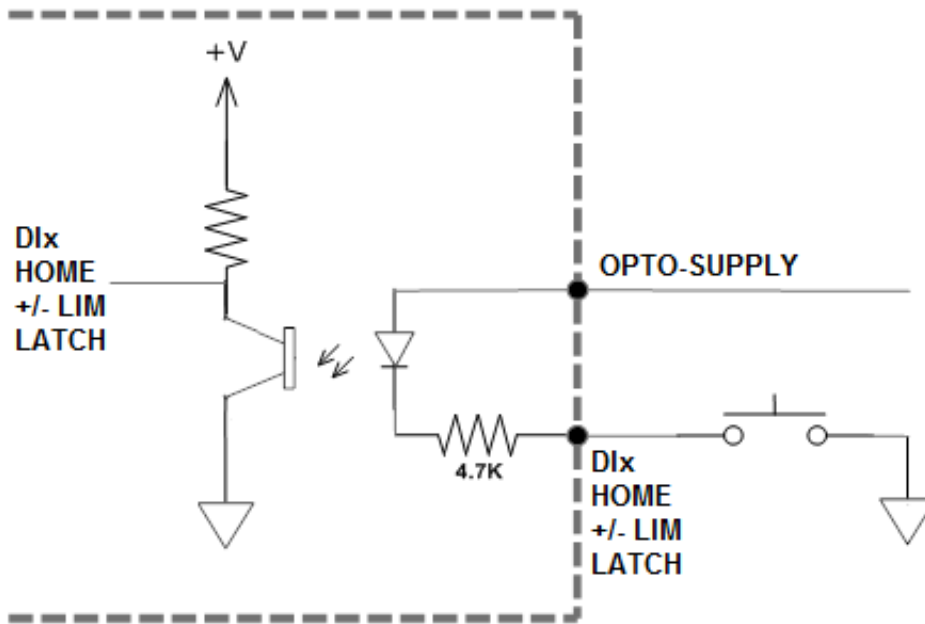 +V
DIx
HOME
+/- LIM
LATCH
OPTO-SUPPLY
4.7K
DIx
HOME
+/- LIM
LATCH